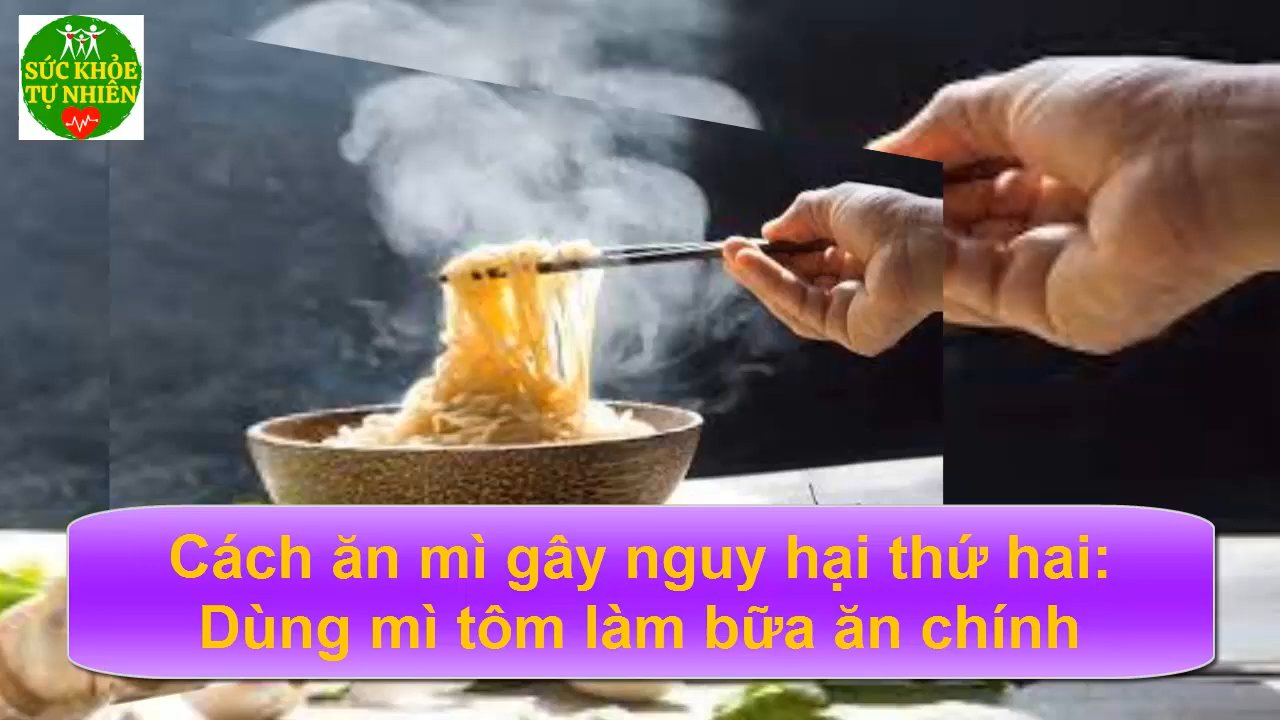 SỨC KHỎE
TỰ NHIÊN
Cách ăn mì gây nguy hại thứ hai:
Dùng mì tôm làm bữa ăn chính